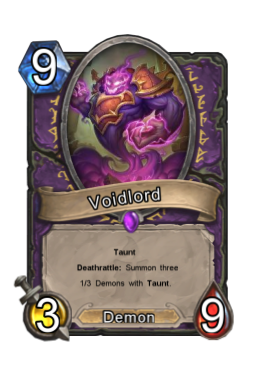 9
Voidlord
Taunt
Deathrattle: Summon three
1/3 Demons with Taunt.
3
Demon
9